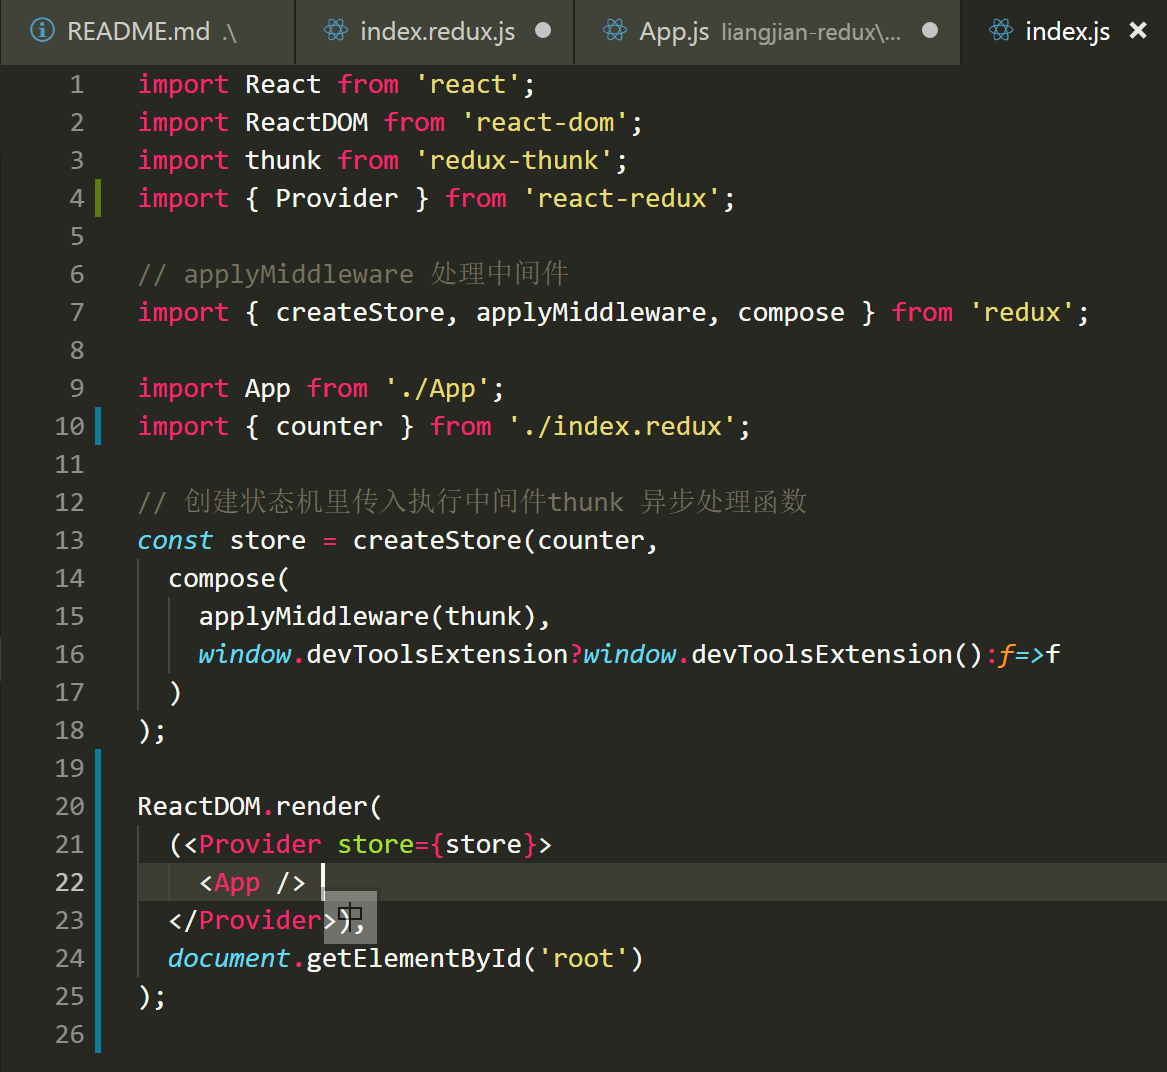 README.md .\ index.redux.js App.js liangjian-redux\... index.js
1 import React from 'react';
2 import ReactDOM from 'react-dom';
3 import thunk from 'redux-thunk';
4 import { Provider } from 'react-redux';
5
6 // applyMiddleware 处理中间件
7 import { createStore, applyMiddleware, compose } from 'redux';
8
9 import App from './App';
10 import { counter } from './index.redux';
11
12 // 创建状态机里传入执行中间件thunk 异步处理函数
13 const store = createStore(counter,
14 compose(
15 applyMiddleware(thunk),
16 window.devToolsExtension?window.devToolsExtension():f=>f
17 )
18 );
19
20 ReactDOM.render(
21 (<Provider store={store}>
22 <App />
23 </Provider>),
中
24 document.getElementById('root')
25 );
26